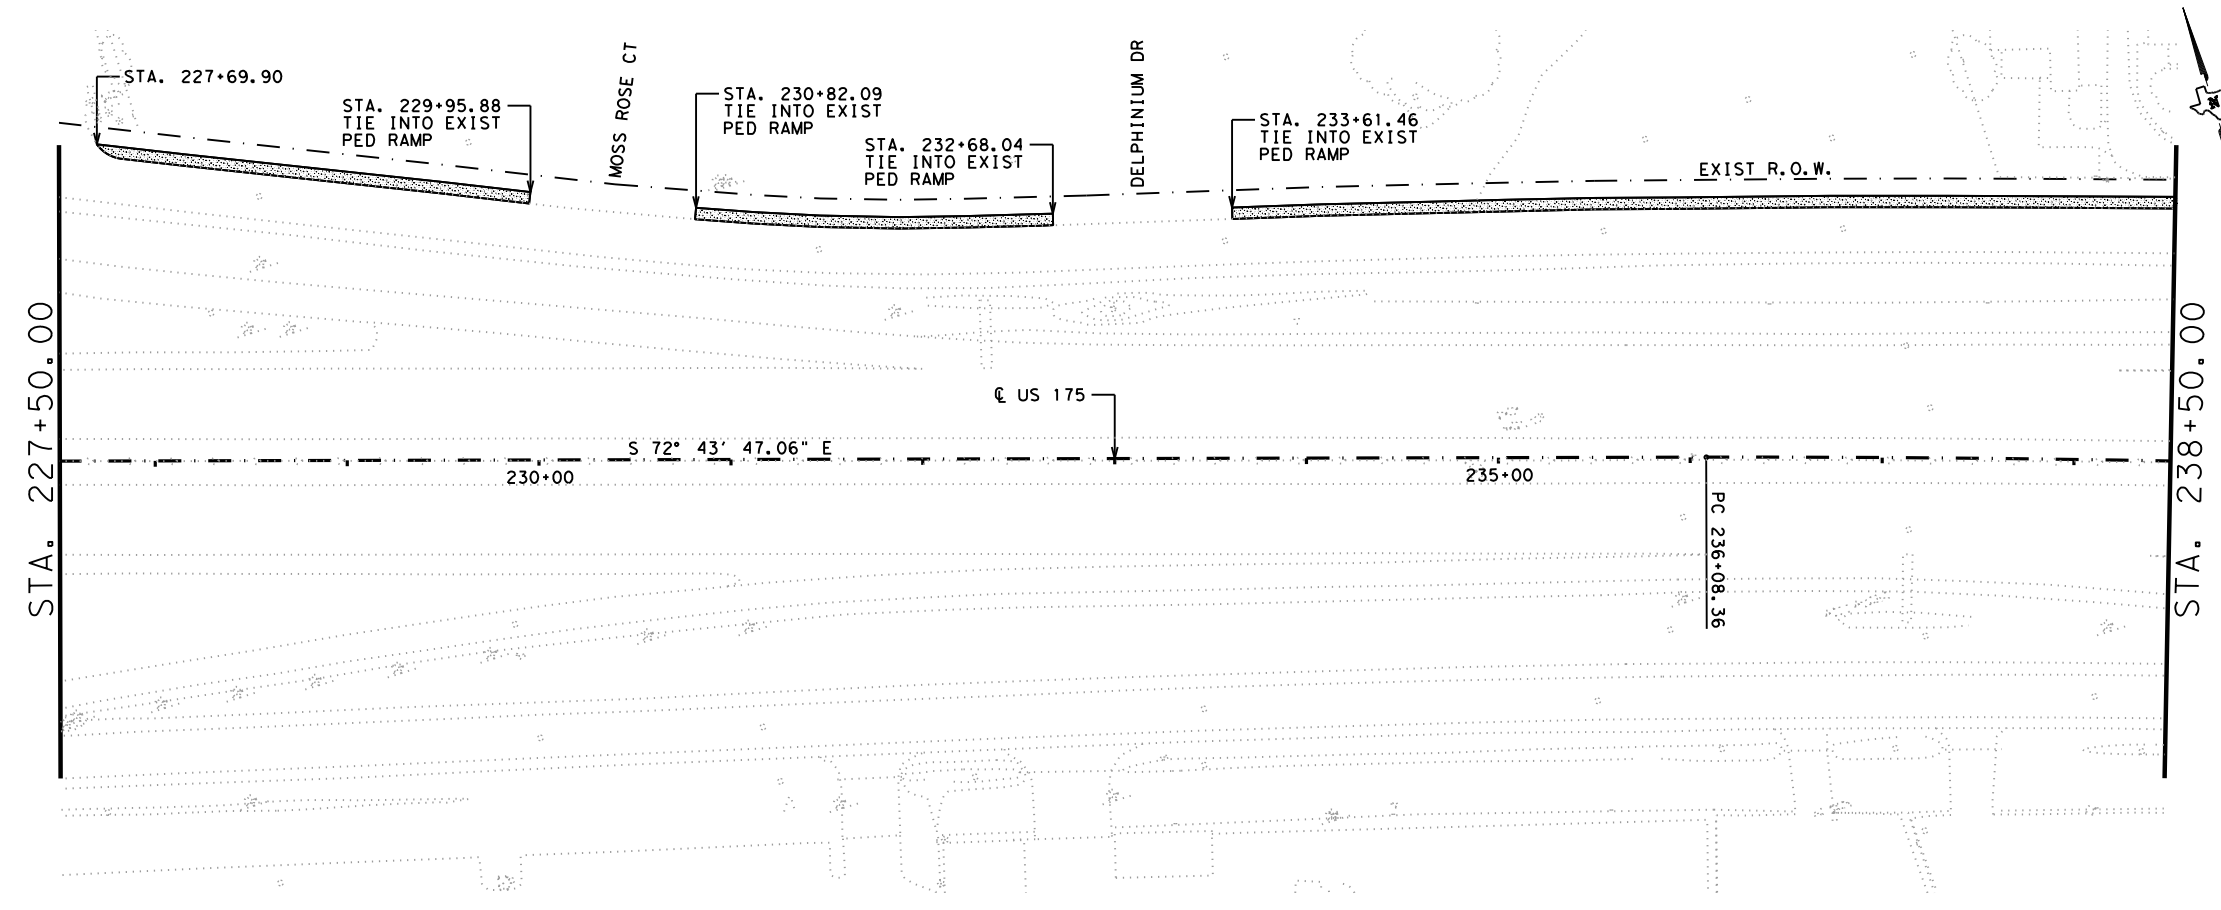 STA. 227+69.90
STA. 229+95.88
TIE INTO EXIST
PED RAMP
MOSS ROSE CT
STA. 230+82.09
TIE INTO EXIST
PED RAMP
STA. 232+68.04
TIE INTO EXIST
PED RAMP
DELPHINIUM DR
STA. 233+61.46
TIE INTO EXIST
PED RAMP
EXIST R.O.W.
STA. 227+50.00
℄ US 175
S 72° 43' 47.06" E
230+00
235+00
PC 236+08.36
STA. 238+50.00